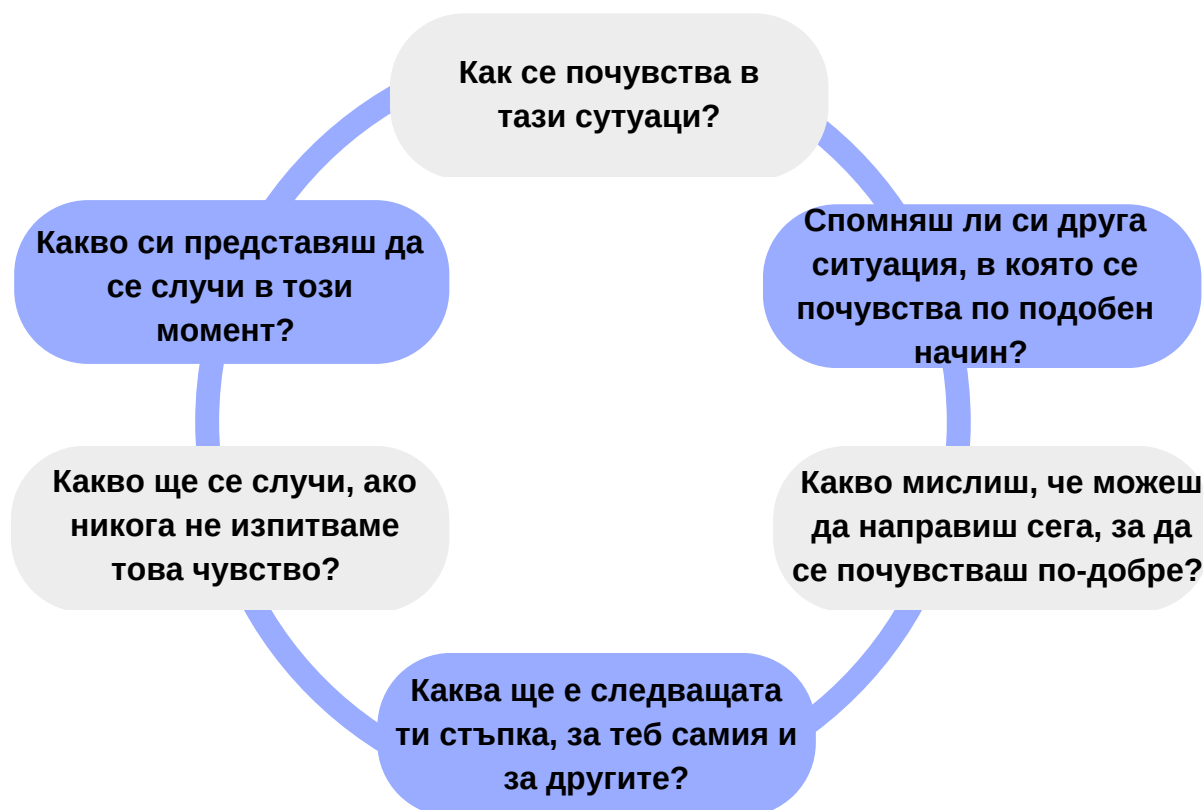 Как се почувства в
тази сутуаци?
Спомняш ли си друга
ситуация, в която се
почувства по подобен
начин?
Какво мислиш, че можеш
да направиш сега, за да
се почувстваш по-добре?
Каква ще е следващата
ти стъпка, за теб самия и
за другите?
Какво ще се случи, ако
никога не изпитваме
това чувство?
Какво си представяш да
се случи в този
момент?